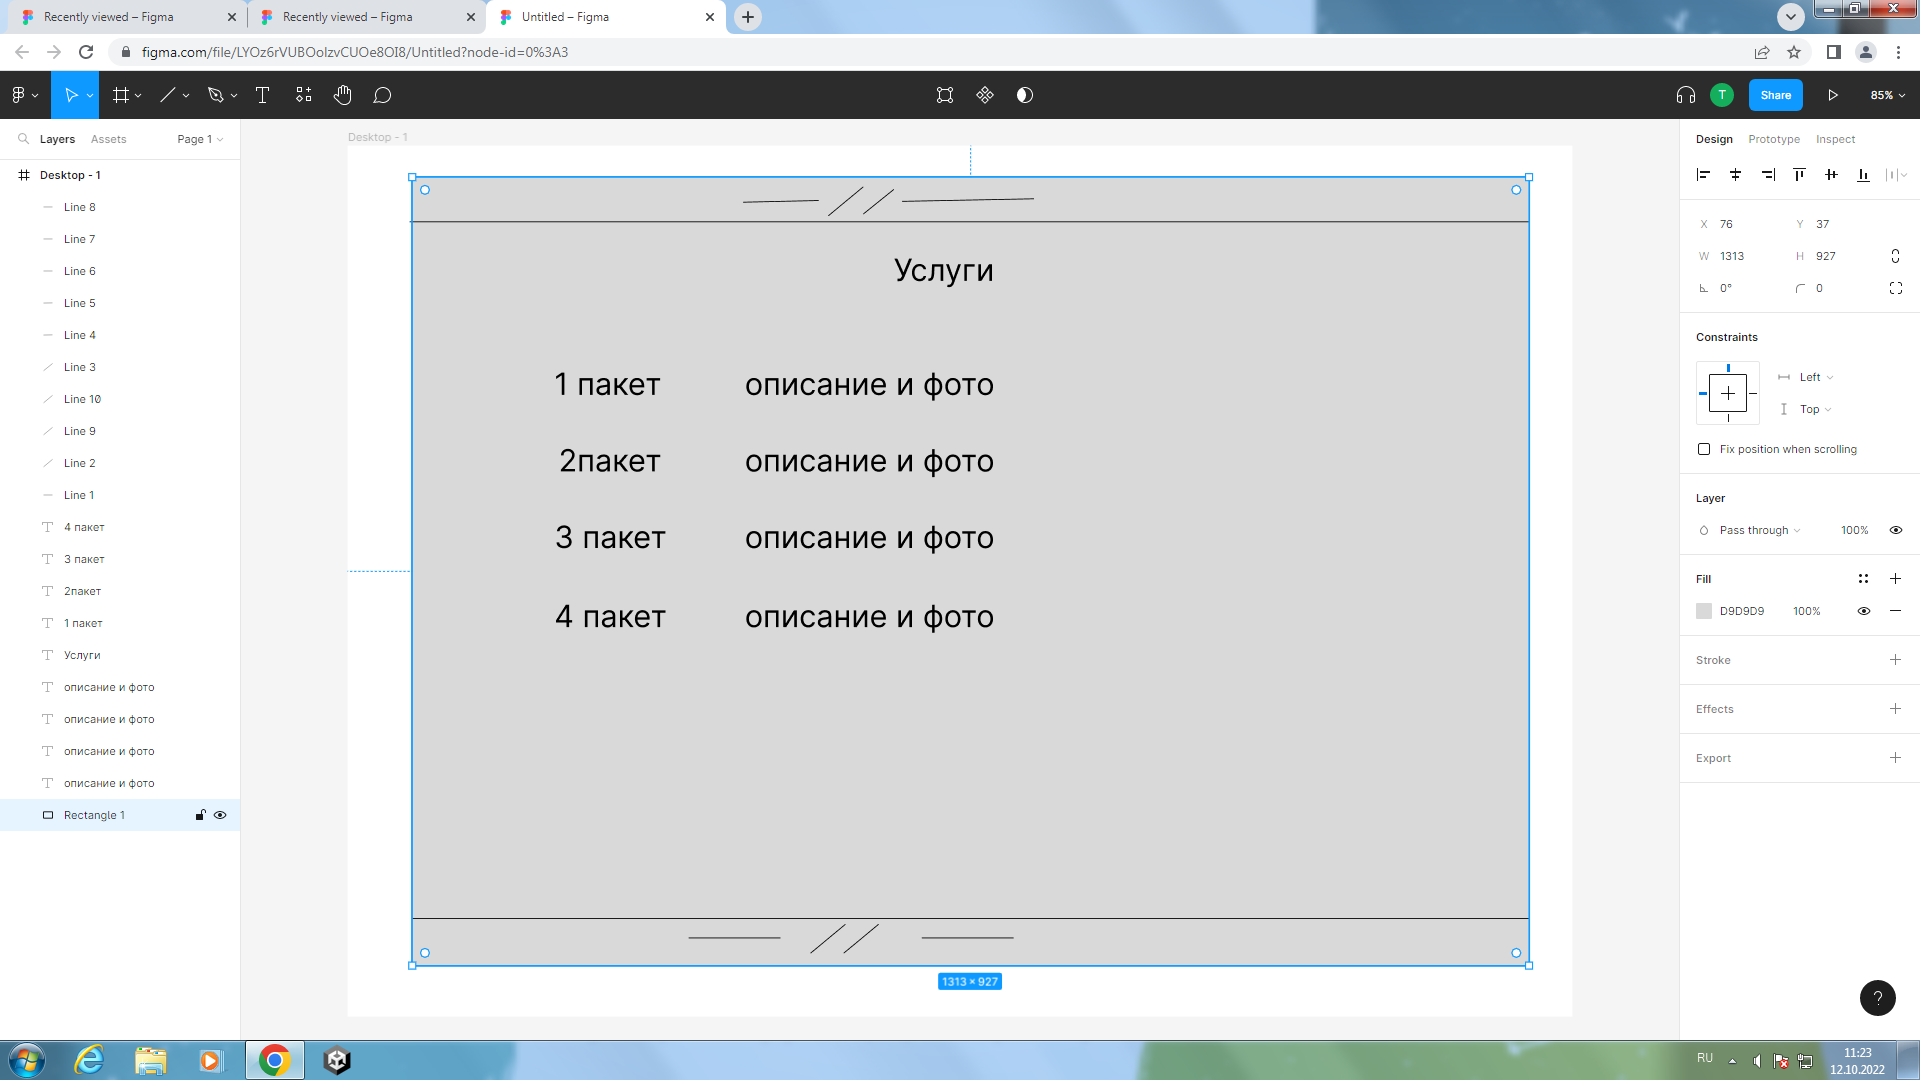 Recently viewed – Figma
Recently viewed – Figma
Untitled – Figma
figma.com/file/LYOz6rVUBOoIzvCUOe8OI8/Untitled?node-id=0%3A3
T
Share
85%
Layers
Assets
Page 1
Desktop - 1
Line 8
Line 7
Line 6
Line 5
Line 4
Line 3
Line 10
Line 9
Line 2
Line 1
4 пакет
3 пакет
2пакет
1 пакет
Услуги
описание и фото
описание и фото
описание и фото
описание и фото
Rectangle 1
Desktop - 1
Услуги
1 пакет описание и фото
2пакет описание и фото
3 пакет описание и фото
4 пакет описание и фото
1313 × 927
Design
Prototype
Inspect
X 76 Y 37
W 1313 H 927
0° 0
Constraints
Left
Top
Fix position when scrolling
Layer
Pass through 100%
Fill
D9D9D9 100%
Stroke
Effects
Export
?
RU
11:23
12.10.2022